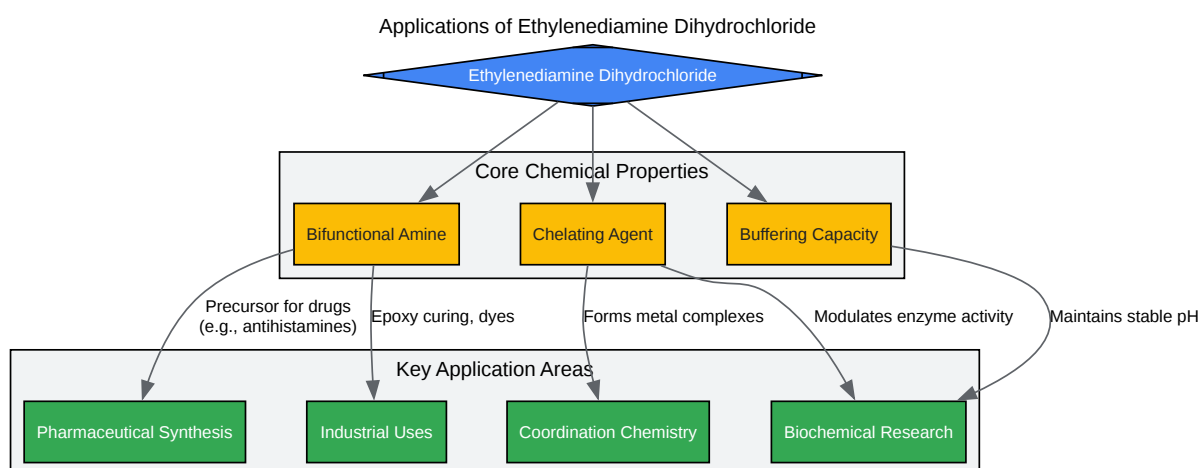 Applications of Ethylenediamine Dihydrochloride
Ethylenediamine Dihydrochloride
Core Chemical Properties
Bifunctional Amine
Chelating Agent
Buffering Capacity
Precursor for drugs
(e.g., antihistamines)
Epoxy curing, dyes
Forms metal complexes
Modulates enzyme activity
Maintains stable pH
Key Application Areas
Pharmaceutical Synthesis
Industrial Uses
Coordination Chemistry
Biochemical Research